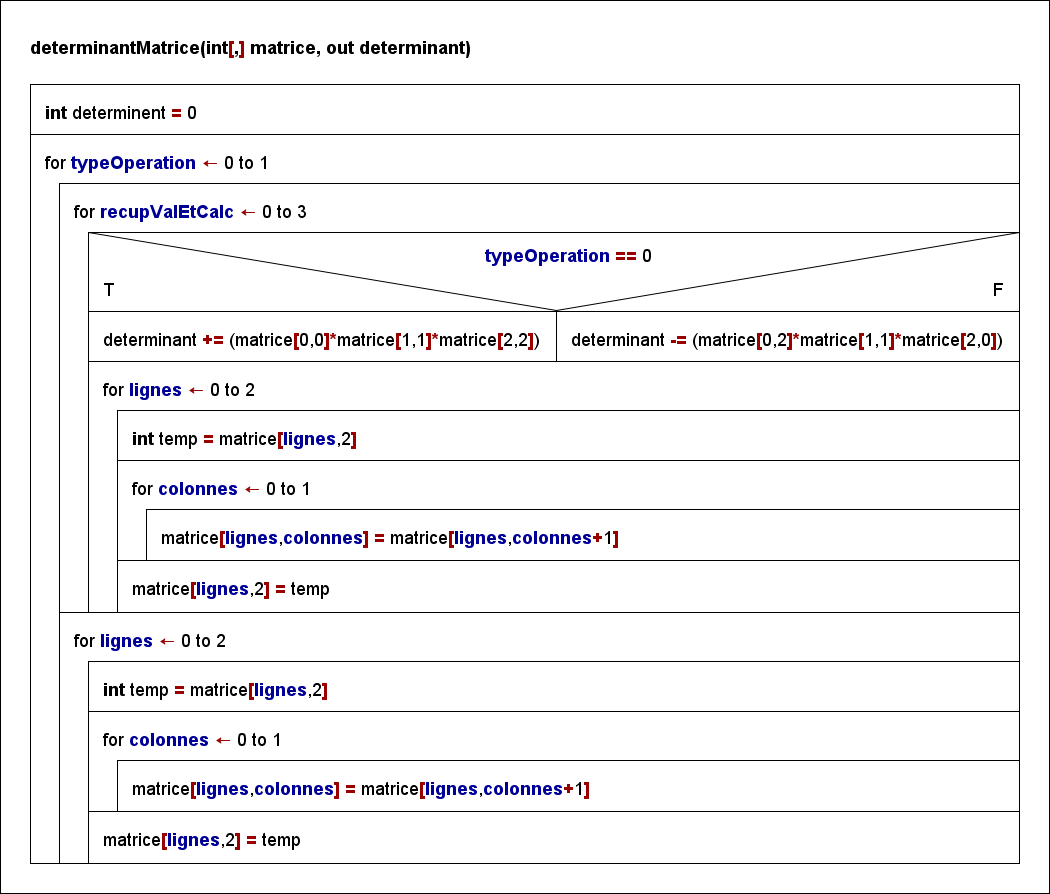 determinantMatrice(int[,] matrice, out determinant)
int determinent = 0
for typeOperation ← 0 to 1
for recupValEtCalc ← 0 to 3
typeOperation == 0
T F
determinant += (matrice[0,0]*matrice[1,1]*matrice[2,2]) determinant -= (matrice[0,2]*matrice[1,1]*matrice[2,0])
for lignes ← 0 to 2
int temp = matrice[lignes,2]
for colonnes ← 0 to 1
matrice[lignes,colonnes] = matrice[lignes,colonnes+1]
matrice[lignes,2] = temp
for lignes ← 0 to 2
int temp = matrice[lignes,2]
for colonnes ← 0 to 1
matrice[lignes,colonnes] = matrice[lignes,colonnes+1]
matrice[lignes,2] = temp